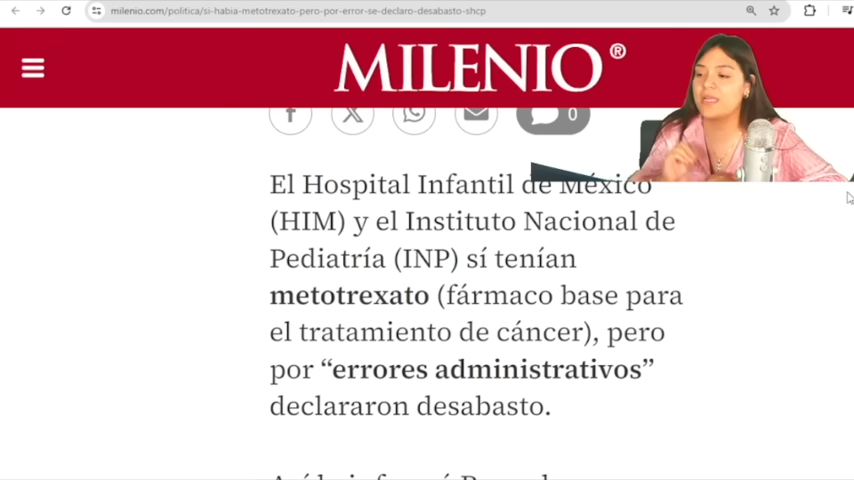 milenio.com/politica/si-habia-metotrexato-pero-por-error-se-declaro-desabasto-shcp
MILENIO®
0
El Hospital Infantil de México
(HIM) y el Instituto Nacional de
Pediatría (INP) sí tenían
metotrexato (fármaco base para
el tratamiento de cáncer), pero
por “errores administrativos”
declararon desabasto.